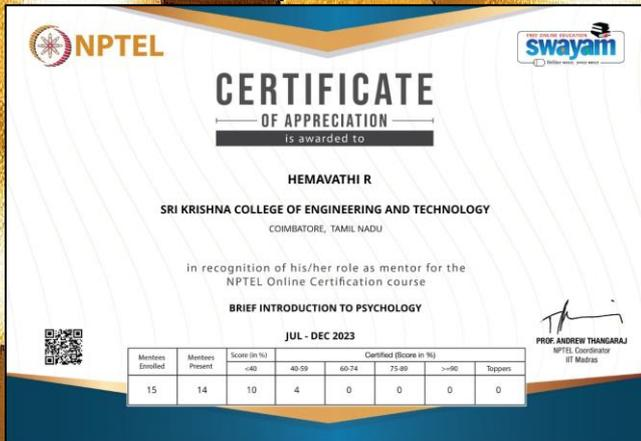 NPTEL
FREE ONLINE EDUCATION
swayam
CERTIFICATE
OF APPRECIATION
is awarded to
HEMAVATHI R
SRI KRISHNA COLLEGE OF ENGINEERING AND TECHNOLOGY
COIMBATORE, TAMIL NADU
in recognition of his/her role as mentor for the
NPTEL Online Certification course
BRIEF INTRODUCTION TO PSYCHOLOGY
JUL - DEC 2023
PROF. ANDREW THANGARAJ
NPTEL Coordinator
IIT Madras
Mentees Enrolled Mentees Present Score (in %) Certified (Score in %)
<40 40-59 60-74 75-89 >=90 Toppers
15 14 10 4 0 0 0 0